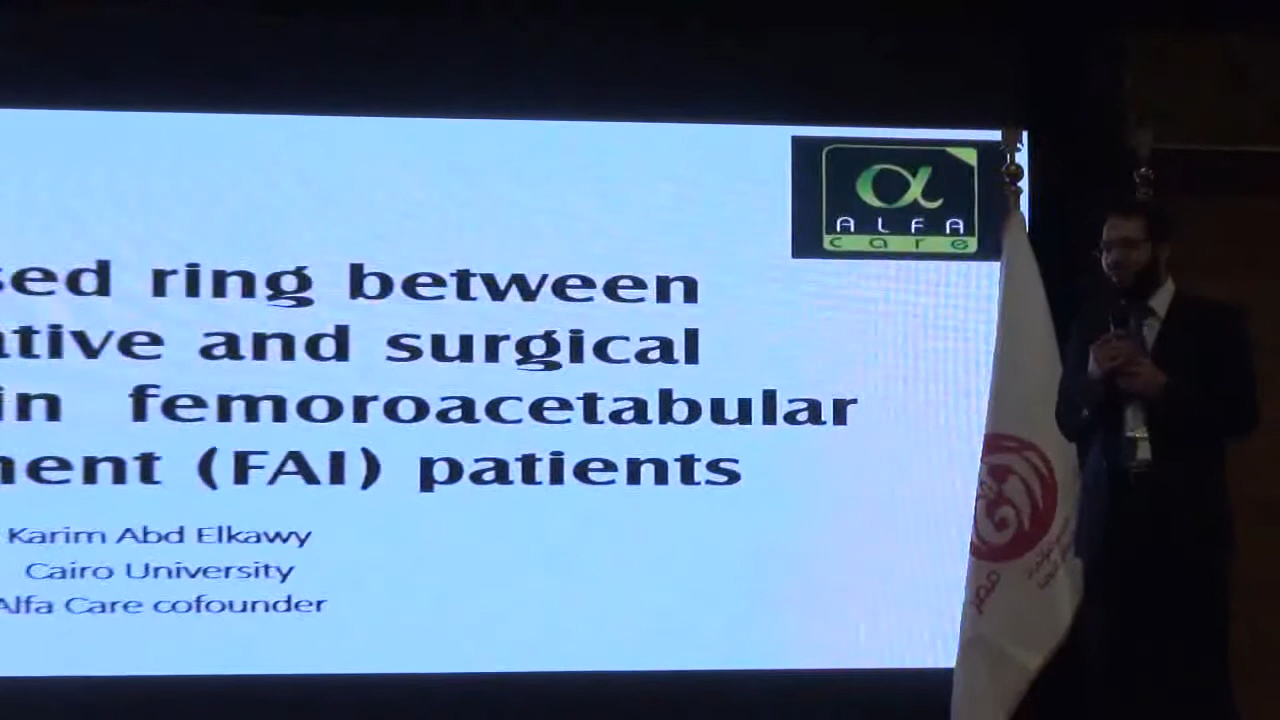 ALFA
care
sed ring between
ative and surgical
in femoroacetabular
ment (FAI) patients
Karim Abd Elkawy
Cairo University
Alfa Care cofounder
مصر